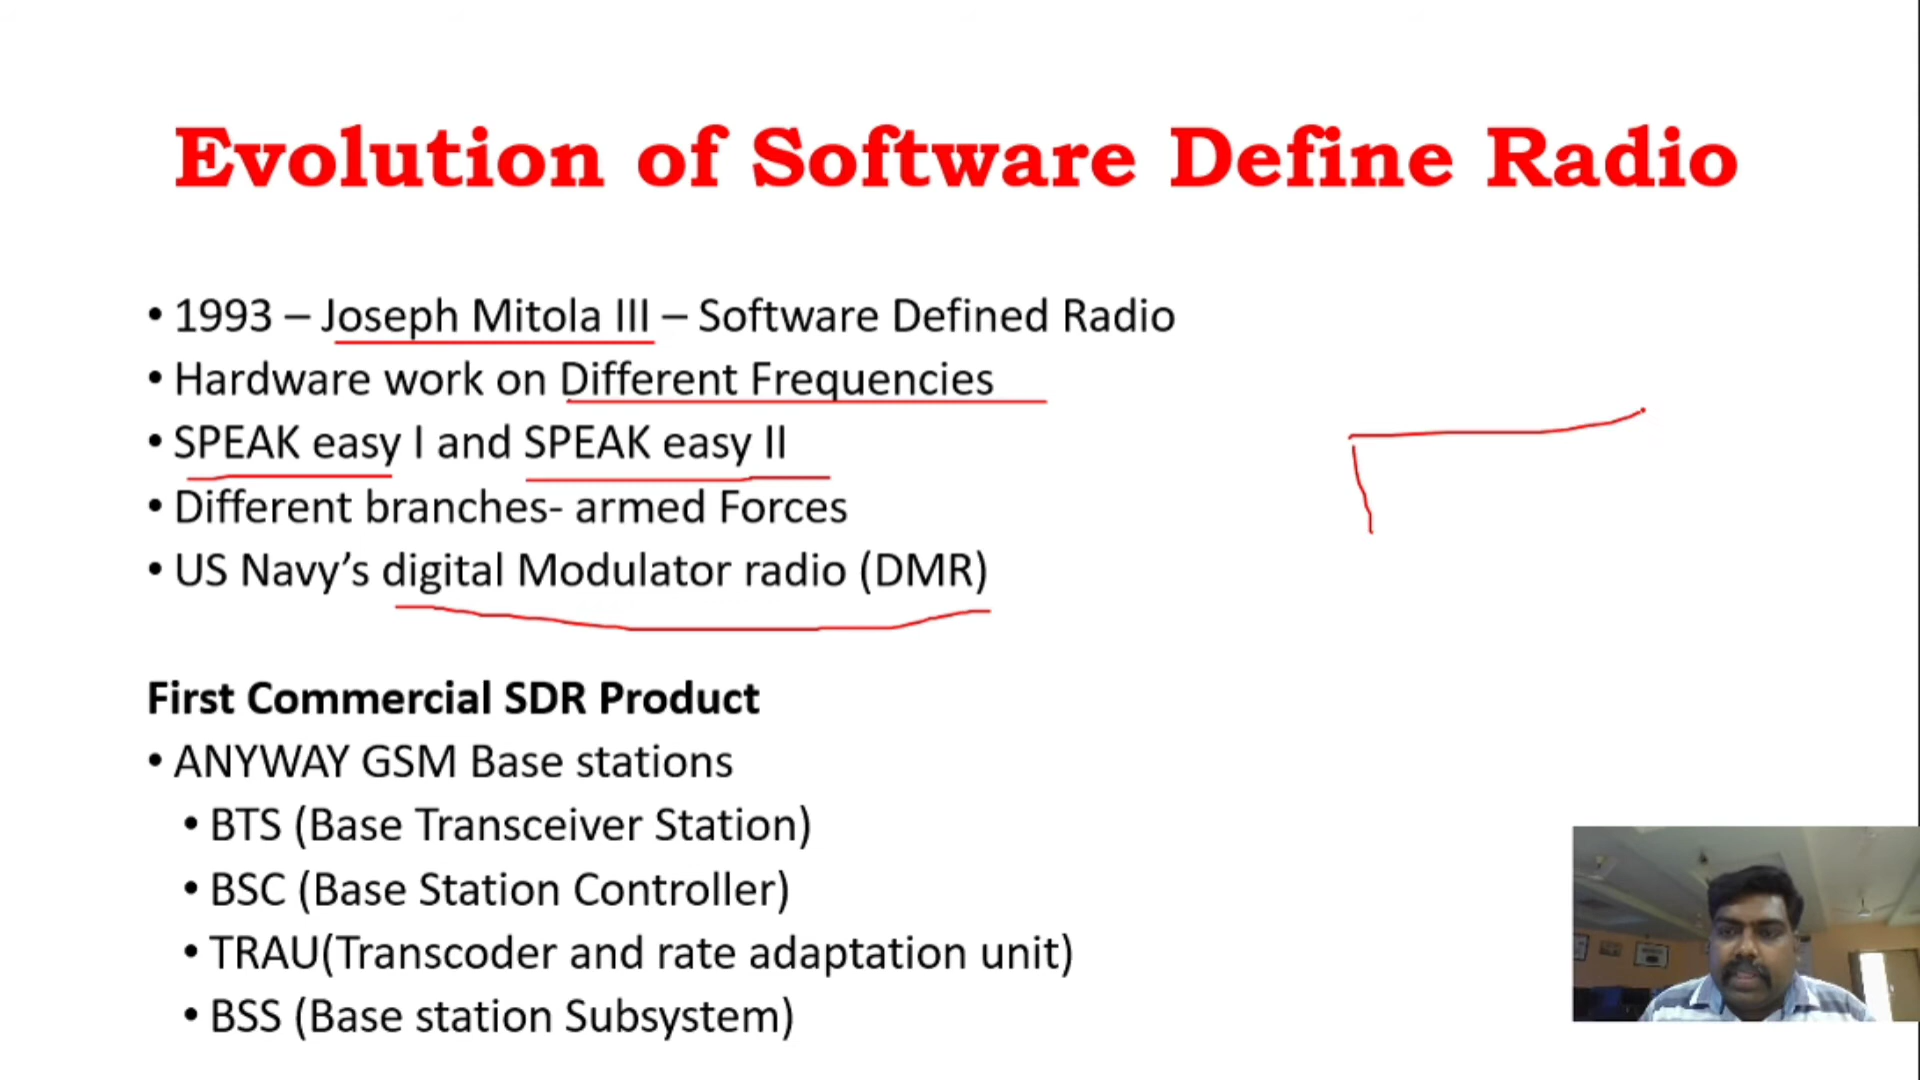 Evolution of Software Define Radio
• 1993 – Joseph Mitola III – Software Defined Radio
• Hardware work on Different Frequencies
• SPEAK easy I and SPEAK easy II
• Different branches- armed Forces
• US Navy’s digital Modulator radio (DMR)
First Commercial SDR Product
• ANYWAY GSM Base stations
• BTS (Base Transceiver Station)
• BSC (Base Station Controller)
• TRAU(Transcoder and rate adaptation unit)
• BSS (Base station Subsystem)